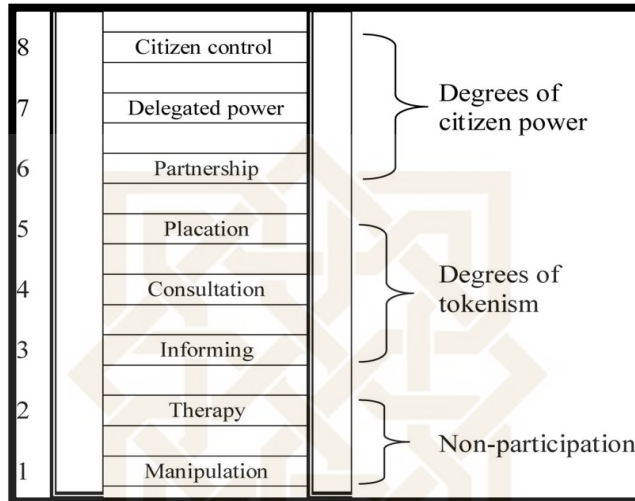 8 Citizen control
7 Delegated power
Degrees of
citizen power
6 Partnership
5 Placation
4 Consultation
Degrees of
tokenism
3 Informing
2 Therapy
Non-participation
1 Manipulation